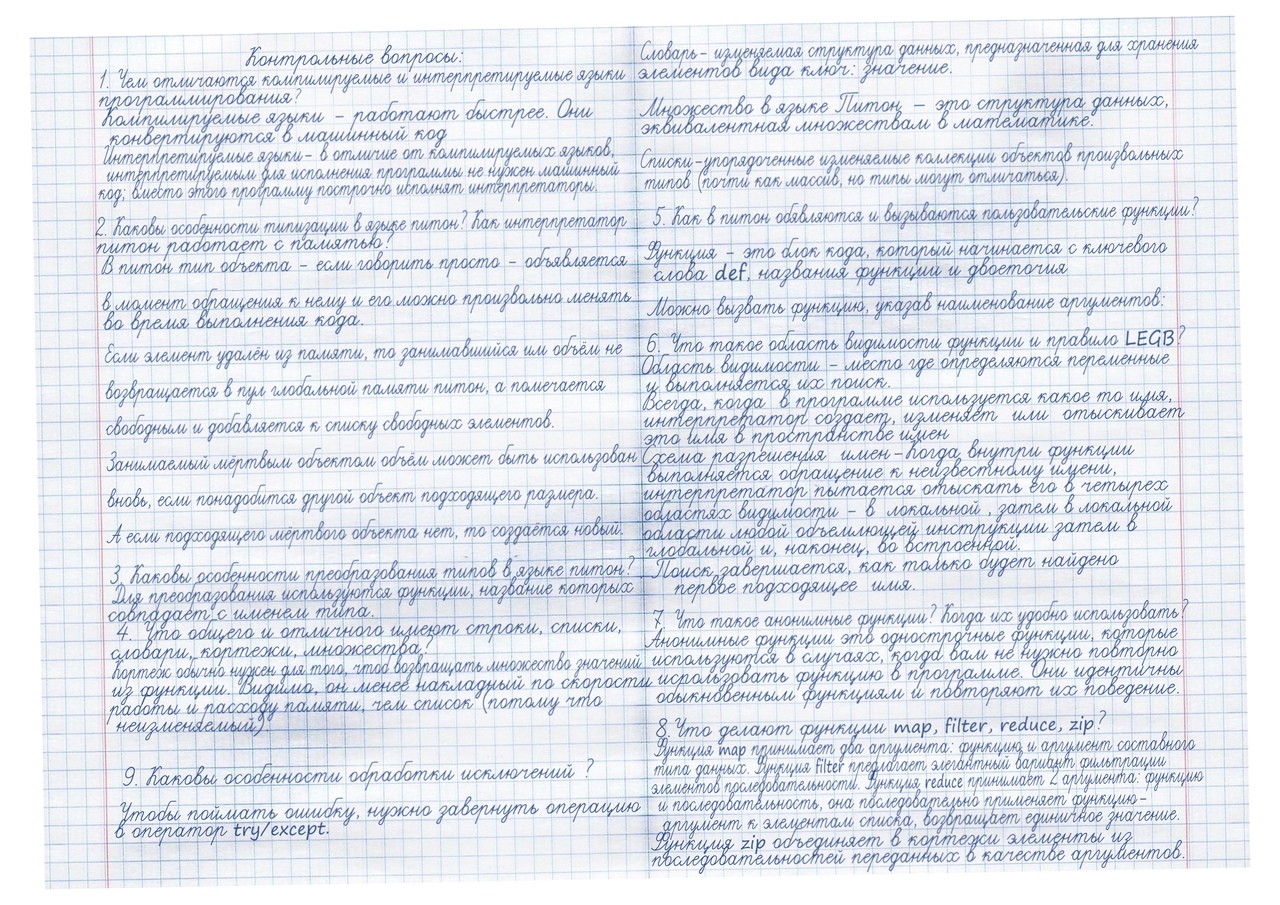 Контрольные вопросы:
1. Чем отличаются компилируемые и интерпретируемые языки
программирования?
Компилируемые языки – работают быстрее. Они
конвертируются в машинный код
Интерпретируемые языки– в отличие от компилируемых языков,
интерпретируемым для исполнения программы не нужен машинный
код; вместо этого программу построчно исполнят интерпретаторы.
2. Каковы особенности типизации в языке питон? Как интерпретатор
питон работает с памятью?
В питон тип объекта – если говорить просто – объявляется
в момент обращения к нему и его можно произвольно менять
во время выполнения кода.
Если элемент удалён из памяти, то занимавшийся им объём не
возвращается в пул глобальной памяти питон, а помечается
свободным и добавляется к списку свободных элементов.
Занимаемый мёртвым объектом объём может быть использован
вновь, если понадобится другой объект подходящего размера.
А если подходящего мёртвого объекта нет, то создаётся новый.
3. Каковы особенности преобразования типов в языке питон?
Для преобразования используются функции, название которых
совпадает с именем типа.
4. Что общего и отличного имеют строки, списки,
словари, кортежи, множества?
Кортеж обычно нужен для того, чтоб возвращать множество значений
из функции. Видимо, он менее накладный по скорости
работы и расходу памяти, чем список (потому что
неизменяемый).
9. Каковы особенности обработки исключений ?
Чтобы поймать ошибку, нужно завернуть операцию
в оператор try/except.
Словарь – изменяемая структура данных, предназначенная для хранения
элементов вида ключ: значение.
Множество в языке Питон – это структура данных,
эквивалентная множествам в математике.
Списки–упорядоченные изменяемые коллекции объектов произвольных
типов (почти как массив, но типы могут отличаться).
5. Как в питон обявляются и вызываются пользовательские функции?
Функция – это блок кода, который начинается с ключевого
слова def, названия функции и двоеточия
Можно вызвать функцию, указав наименование аргументов:
6. Что такое область видимости функции и правило LEGB?
Область видимости – место где определяются переменные
и выполняется их поиск.
Всегда, когда в программе используется какое то имя,
интерпретатор создает, изменяет или отыскивает
это имя в пространстве имен
Схема разрешения имен–Когда внутри функции
выполняется обращение к неизвестному имени,
интерпретатор пытается отыскать его в четырех
областях видимости – в локальной , затем в локальной
области любой объемлющей инструкции затем в
глобальной и, наконец, во встроенной.
Поиск завершается, как только будет найдено
первое подходящее имя.
7. Что такое анонимные функции? Когда их удобно использовать?
Анонимные функции это однострочные функции, которые
используются в случаях, когда вам не нужно повторно
использовать функцию в программе. Они идентичны
обыкновенным функциям и повторяют их поведение.
8. Что делают функции map, filter, reduce, zip?
Функция map принимает два аргумента: функцию и аргумент составного
типа данных. Функция filter предлагает элегантный вариант фильтрации
элементов последовательности. Функция reduce принимает 2 аргумента: функцию
и последовательность, она последовательно применяет функцию–
аргумент к элементам списка, возвращает единичное значение.
Функция zip объединяет в кортежи элементы из
последовательностей переданных в качестве аргументов.